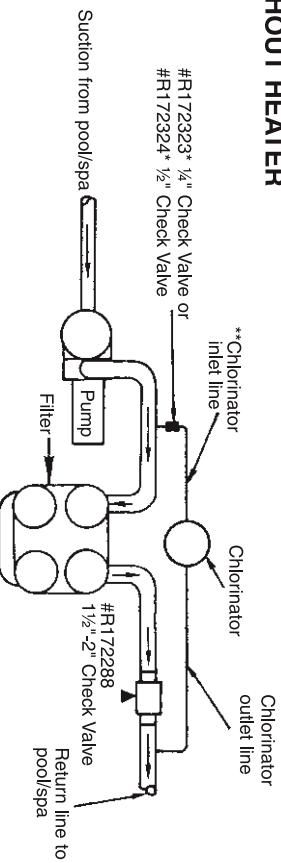 HOUT HEATER
Suction from pool/spa
#R172323* ¼" Check Valve or
#R172324* ½" Check Valve
**Chlorinator
inlet line
Chlorinator
Chlorinator
outlet line
Pump
Filter
#R172288
1½"-2" Check Valve
Return line to
pool/spa